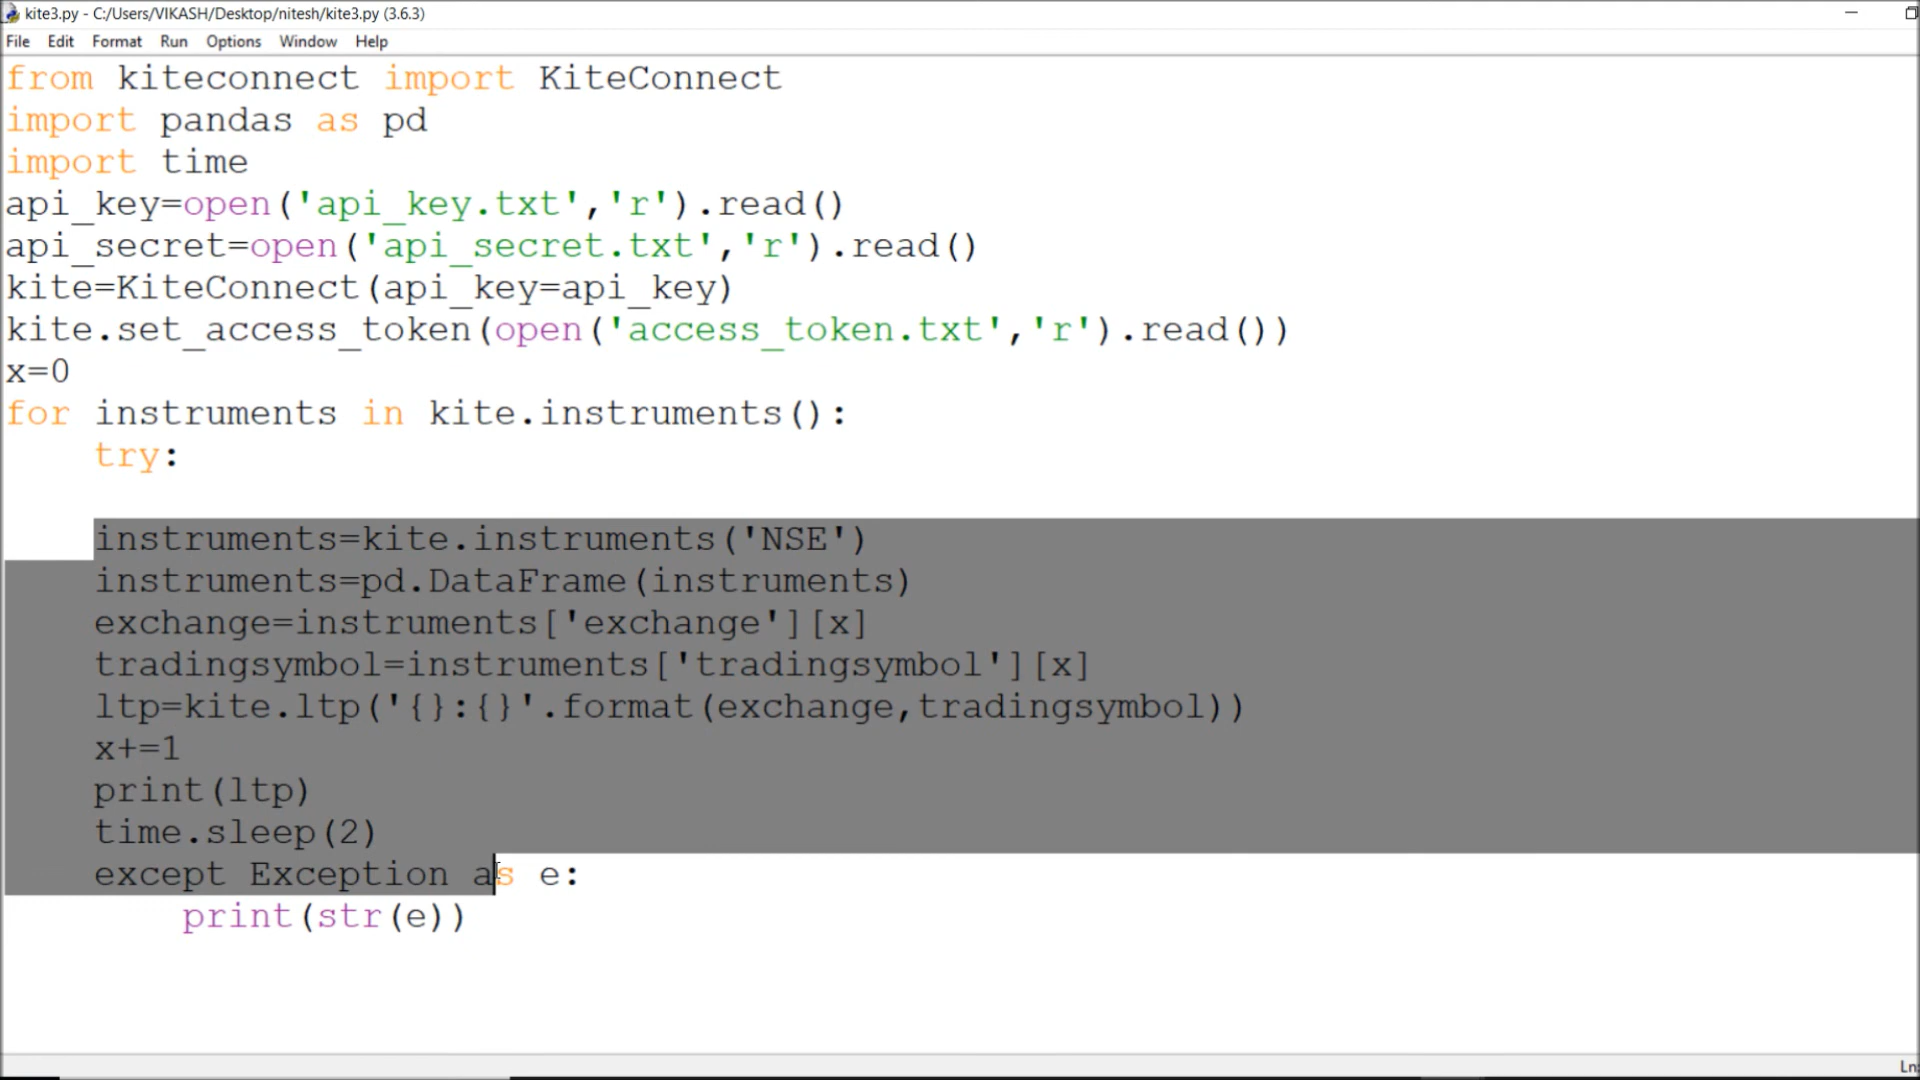 kite3.py - C:/Users/VIKASH/Desktop/nitesh/kite3.py (3.6.3)
File Edit Format Run Options Window Help
from kiteconnect import KiteConnect
import pandas as pd
import time
api_key=open('api_key.txt','r').read()
api_secret=open('api_secret.txt','r').read()
kite=KiteConnect(api_key=api_key)
kite.set_access_token(open('access_token.txt','r').read())
x=0
for instruments in kite.instruments():
    try:
    instruments=kite.instruments('NSE')
    instruments=pd.DataFrame(instruments)
    exchange=instruments['exchange'][x]
    tradingsymbol=instruments['tradingsymbol'][x]
    ltp=kite.ltp('{}:{}'.format(exchange,tradingsymbol))
    x+=1
    print(ltp)
    time.sleep(2)
    except Exception as e:
        print(str(e))
Ln